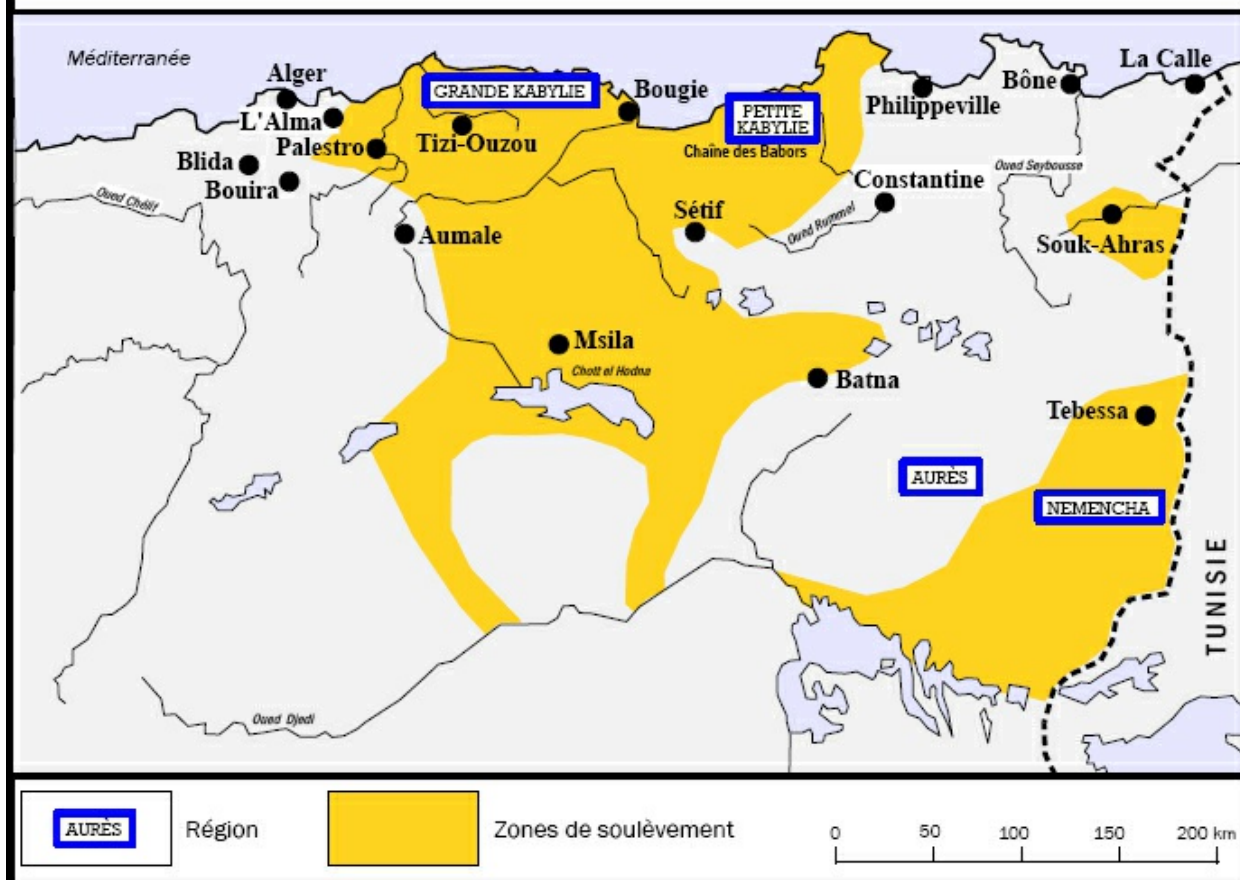 Méditerranée
Alger
L'Alma
GRANDE KABYLIE
Bougie
PETITE
KABYLIE
Chaîne des Babors
Philippeville
Bône
La Calle
Blida
Palestro
Tizi-Ouzou
Bouira
Oued Chélif
Constantine
Oued Seybousse
Aumale
Sétif
Oued Rummel
Souk-Ahras
Msila
Chott el Hodna
Batna
Tebessa
AURÈS
NEMENCHA
TUNISIE
Oued Djedi
AURÈS
Région
Zones de soulèvement
0 50 100 150 200 km